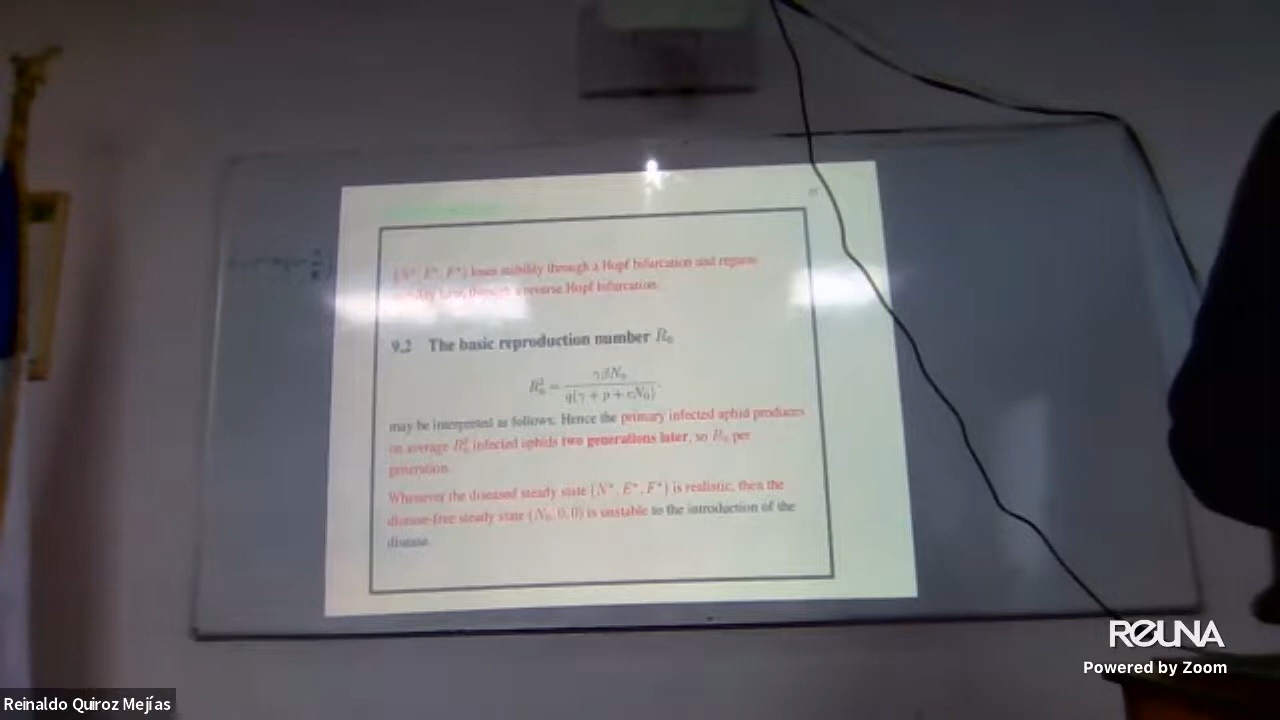 (N*, E*, F*) loses stability through a Hopf bifurcation and regains
stability later, through a reverse Hopf bifurcation.
9.2 The basic reproduction number R₀
R₀² = γβN₀ / q(γ + p + cN₀).
may be interpreted as follows: Hence the primary infected aphid produces
on average R₀² infected aphids two generations later, so R₀ per
generation.
Whenever the diseased steady state (N*, E*, F*) is realistic, then the
disease-free steady state (N₀, 0, 0) is unstable to the introduction of the
disease.
REUNA
Powered by Zoom
Reinaldo Quiroz Mejías